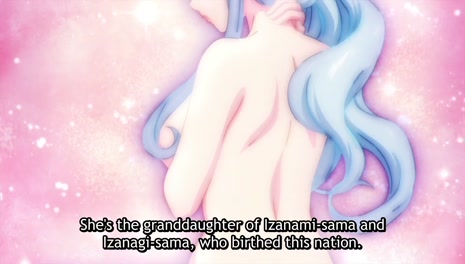 She's the granddaughter of Izanami-sama and
Izanagi-sama, who birthed this nation.